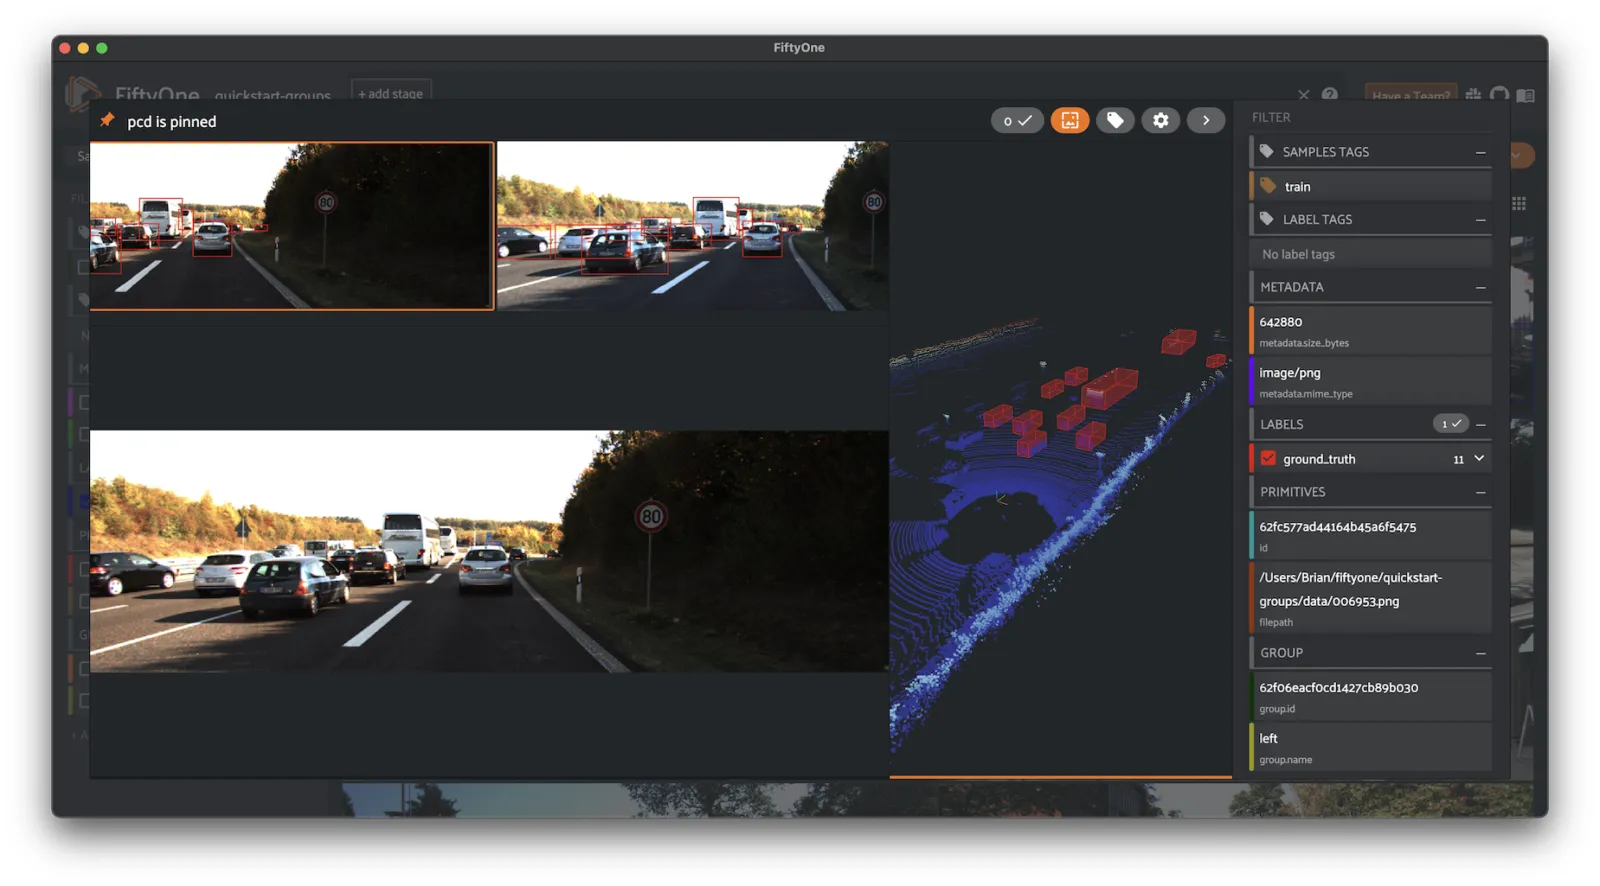 FiftyOne
FiftyOne
quickstart-groups
+ add stage
Have a Team?
pcd is pinned
0
80
80
80
FILTER
SAMPLES TAGS
train
LABEL TAGS
No label tags
METADATA
642880
metadata.size_bytes
image/png
metadata.mime_type
LABELS
1
ground_truth
11
PRIMITIVES
62fc577ad44164b45a6f5475
id
/Users/Brian/fiftyone/quickstart-
groups/data/006953.png
filepath
GROUP
62f06eacf0cd1427cb89b030
group.id
left
group.name